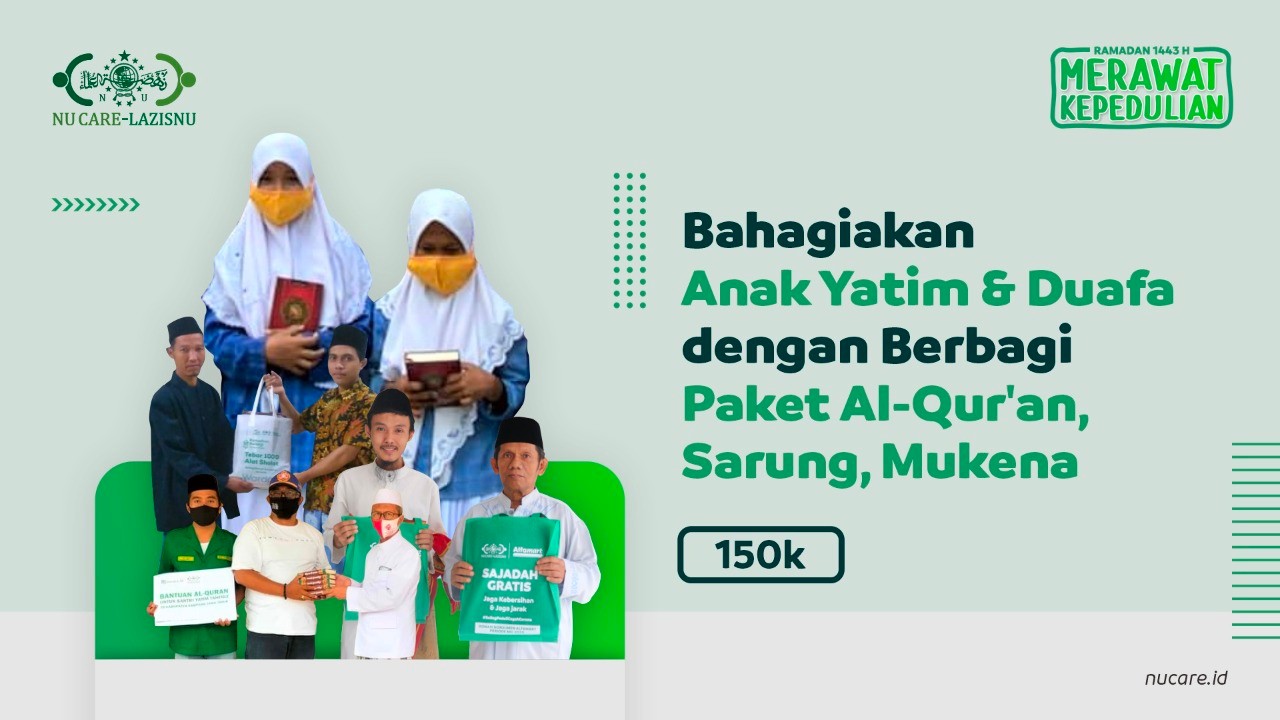 N U
NU CARE-LAZISNU
RAMADAN 1443 H
MERAWAT
KEPEDULIAN
Bahagiakan
Anak Yatim & Duafa
dengan Berbagi
Paket Al-Qur'an,
Sarung, Mukena
150k
Tebar 1000
Alat Sholat
BANTUAN AL-QURAN
Alfamart
SAJADAH
GRATIS
Jaga Kebersihan
& Jaga Jarak
nucare.id